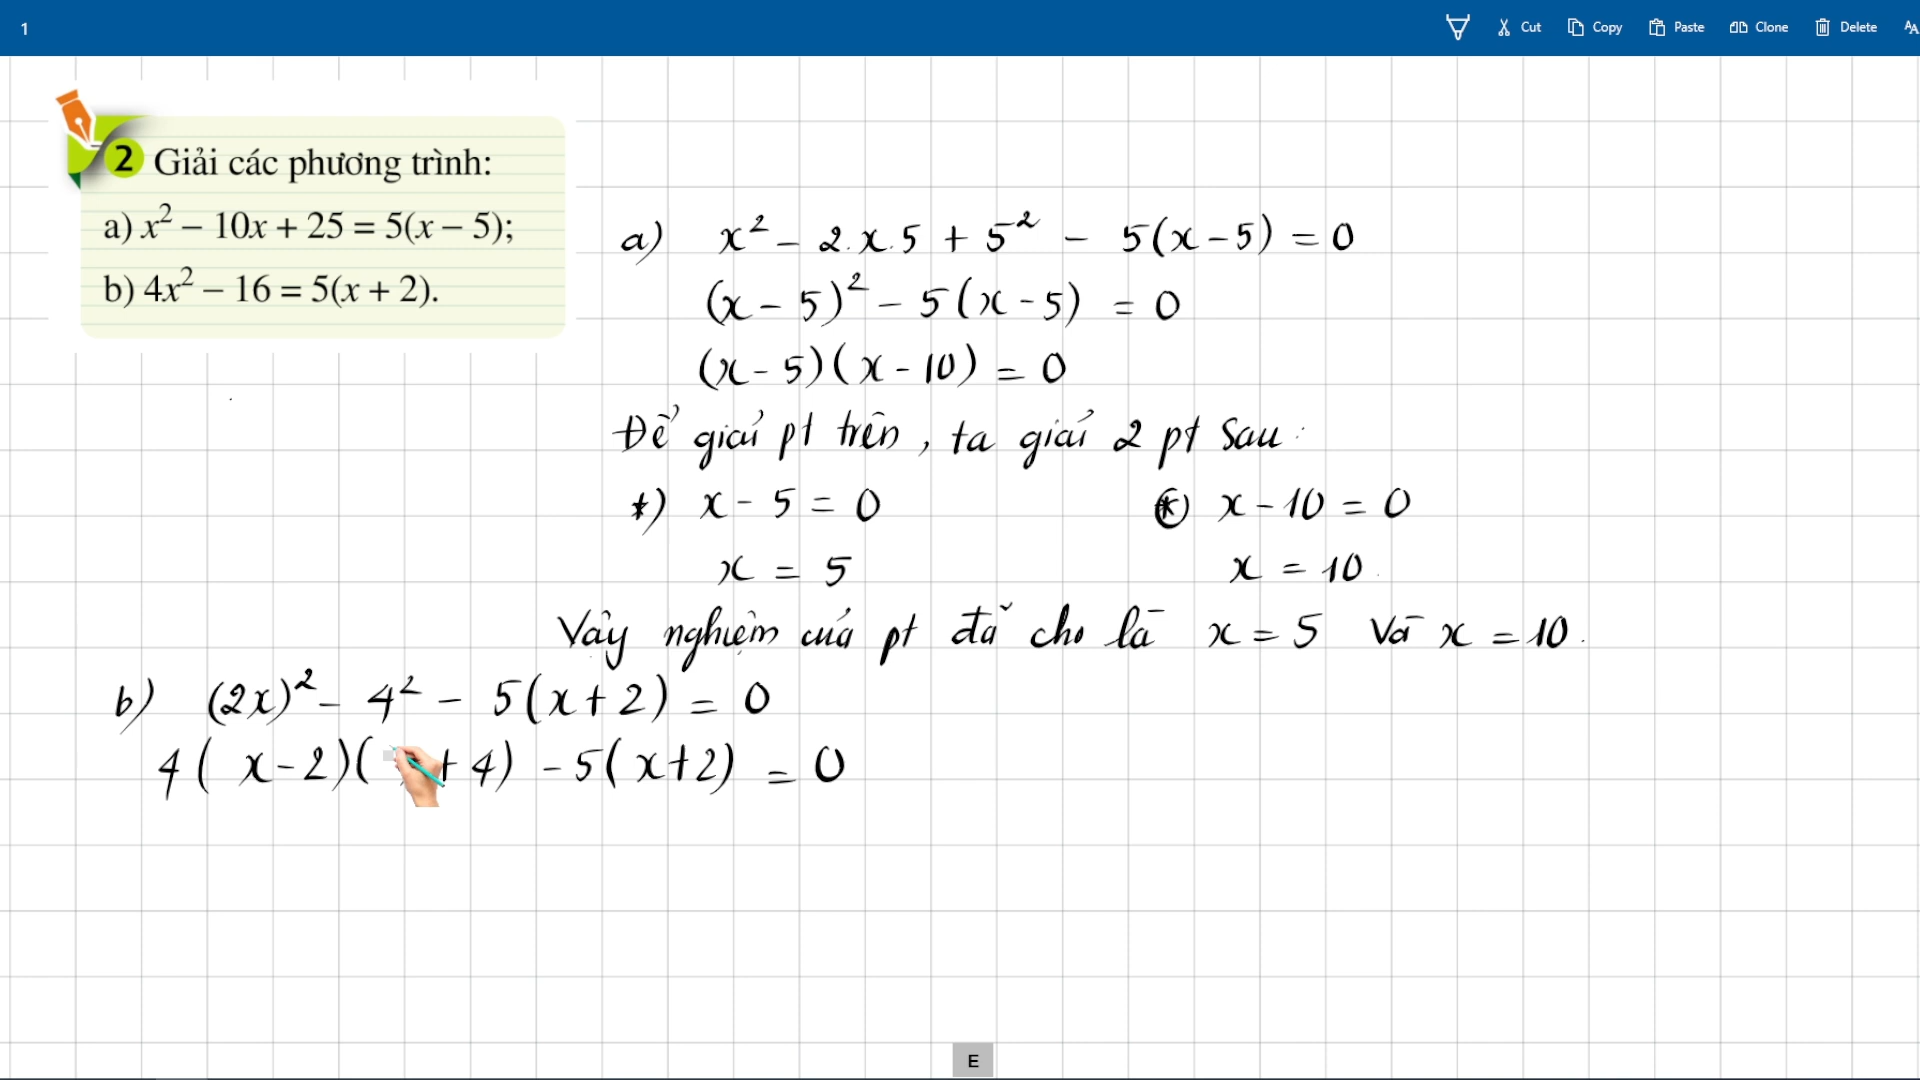 1
Cut
Copy
Paste
Clone
Delete
2 Giải các phương trình:
a) x² – 10x + 25 = 5(x – 5);
b) 4x² – 16 = 5(x + 2).
a) x² - 2.x.5 + 5² - 5(x-5) = 0
(x-5)² - 5(x-5) = 0
(x-5)(x-10) = 0
Để giải pt trên, ta giải 2 pt sau:
*) x - 5 = 0
x = 5
*) x - 10 = 0
x = 10.
Vậy nghiệm của pt đã cho là x = 5 và x = 10.
b) (2x)² - 4² - 5(x+2) = 0
4( x-2)( + 4) - 5(x+2) = 0
E